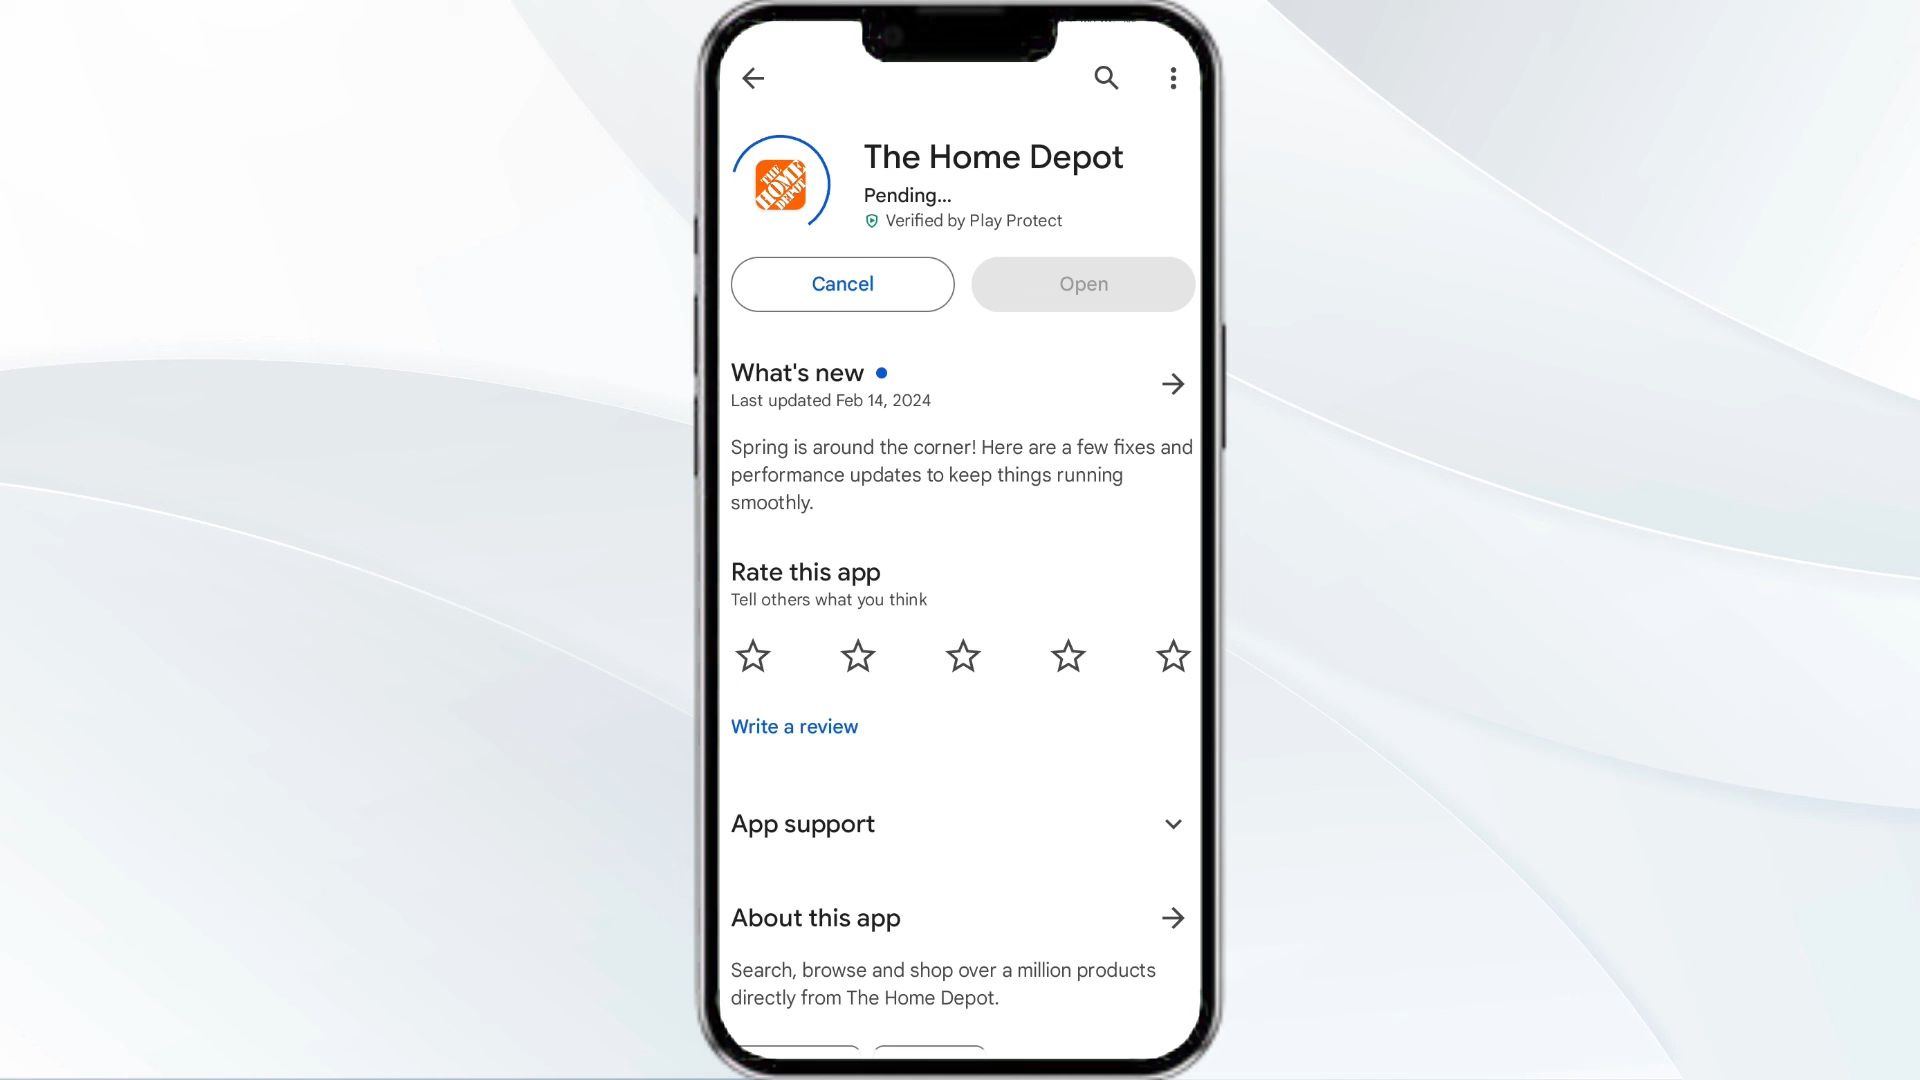 THE
HOME
DEPOT
The Home Depot
Pending...
Verified by Play Protect
Cancel
Open
What's new
Last updated Feb 14, 2024
Spring is around the corner! Here are a few fixes and
performance updates to keep things running
smoothly.
Rate this app
Tell others what you think
Write a review
App support
About this app
Search, browse and shop over a million products
directly from The Home Depot.